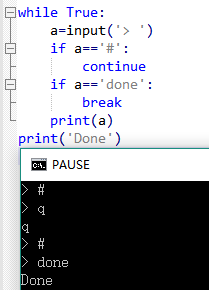 while True:
a=input('> ')
if a=='#':
continue
if a=='done':
break
print(a)
print('Done')
C:\. PAUSE
> #
> q
q
> #
> done
Done